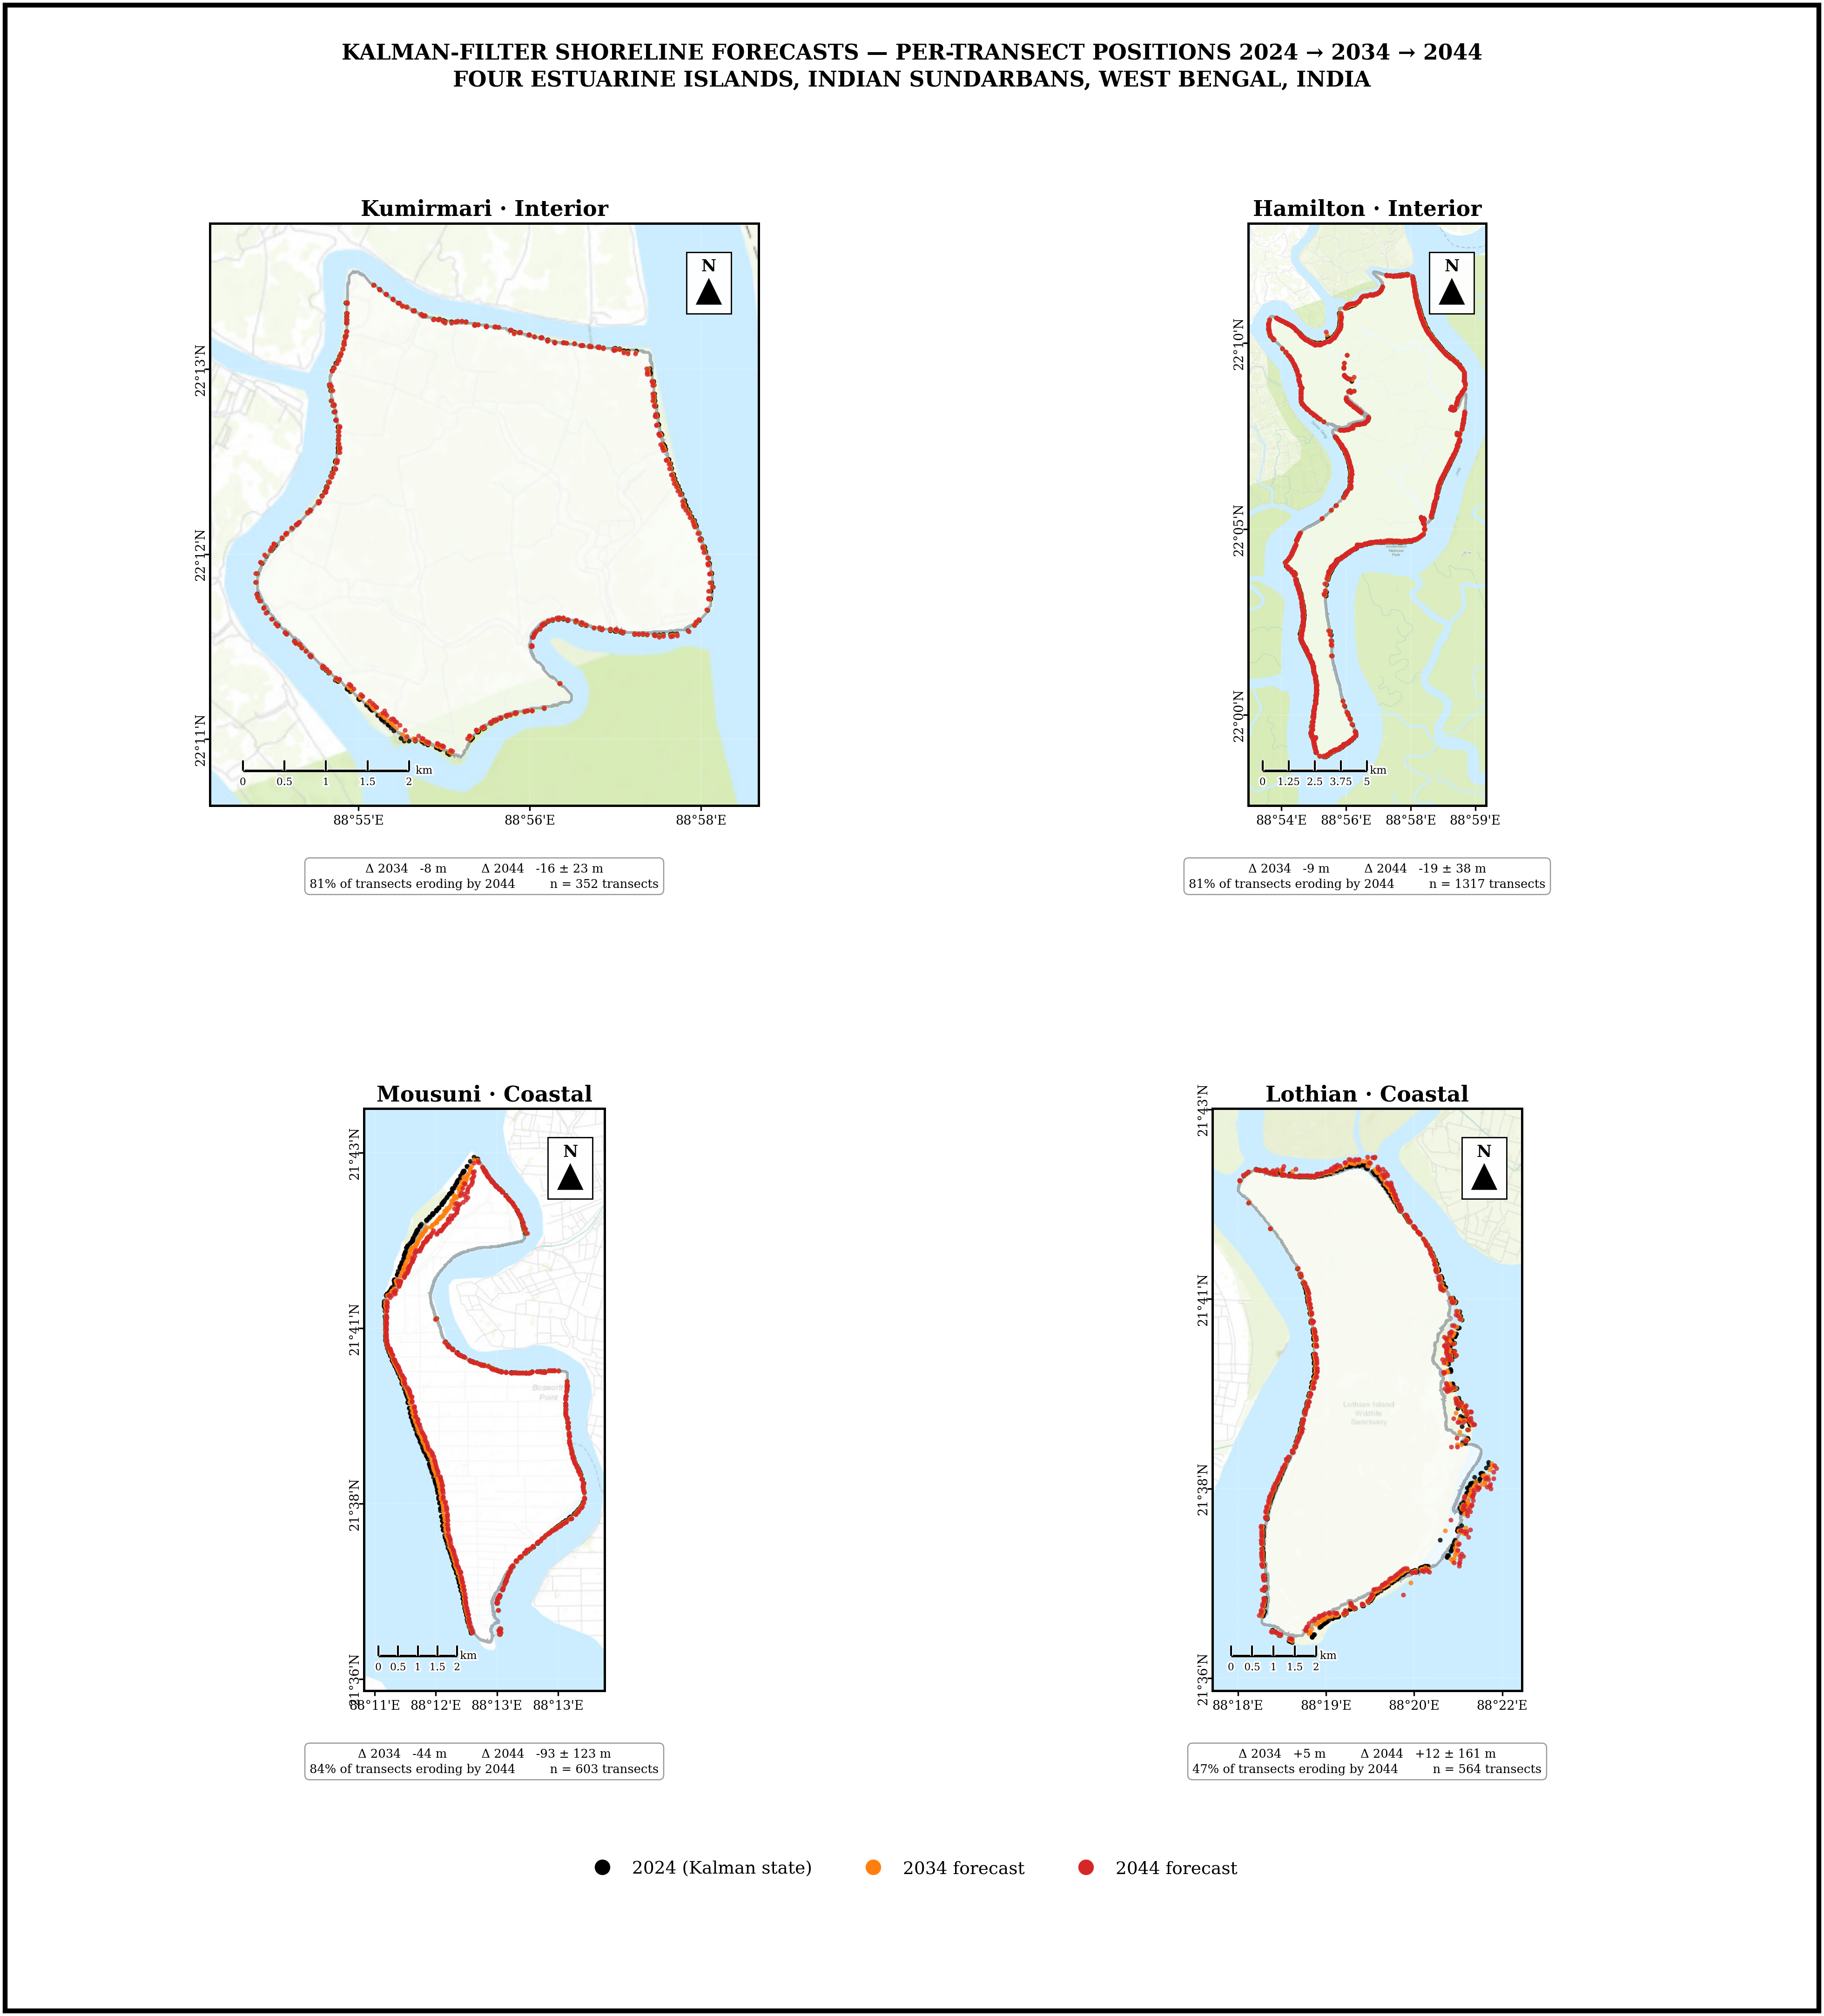 KALMAN-FILTER SHORELINE FORECASTS — PER-TRANSECT POSITIONS 2024 → 2034 → 2044
FOUR ESTUARINE ISLANDS, INDIAN SUNDARBANS, WEST BENGAL, INDIA
Kumirmari · Interior
N
22°13'N
22°12'N
22°11'N
0 0.5 1 1.5 2 km
88°55'E 88°56'E 88°58'E
Δ 2034 -8 m Δ 2044 -16 ± 23 m
81% of transects eroding by 2044 n = 352 transects
Hamilton · Interior
N
22°10'N
22°05'N
22°00'N
0 1.25 2.5 3.75 5 km
88°54'E 88°56'E 88°58'E 88°59'E
Δ 2034 -9 m Δ 2044 -19 ± 38 m
81% of transects eroding by 2044 n = 1317 transects
Mousuni · Coastal
N
21°43'N
21°41'N
Point
21°38'N
21°36'N
0 0.5 1 1.5 2 km
88°11'E 88°12'E 88°13'E 88°13'E
Δ 2034 -44 m Δ 2044 -93 ± 123 m
84% of transects eroding by 2044 n = 603 transects
Lothian · Coastal
N
21°43'N
21°41'N
Lothian Island
Wildlife
Sanctuary
21°38'N
21°36'N
0 0.5 1 1.5 2 km
88°18'E 88°19'E 88°20'E 88°22'E
Δ 2034 +5 m Δ 2044 +12 ± 161 m
47% of transects eroding by 2044 n = 564 transects
2024 (Kalman state) 2034 forecast 2044 forecast